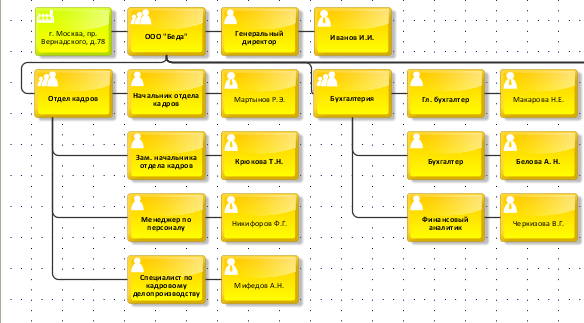 г. Москва, пр.
Вернадского, д.78
ООО "Беда"
Генеральный
директор
Иванов И.И.
Отдел кадров
Начальник отдела
кадров
Мартынов Р.Э.
Бухгалтерия
Гл. бухгалтер
Макарова Н.Е.
Зам. начальника
отдела кадров
Крюкова Т.Н.
Бухгалтер
Белова А. Н.
Менеджер по
персоналу
Никифоров Ф.Г.
Финансовый
аналитик
Черкизова В.Г.
Специалист по
кадровому
делопроизводству
Мифедов А.Н.